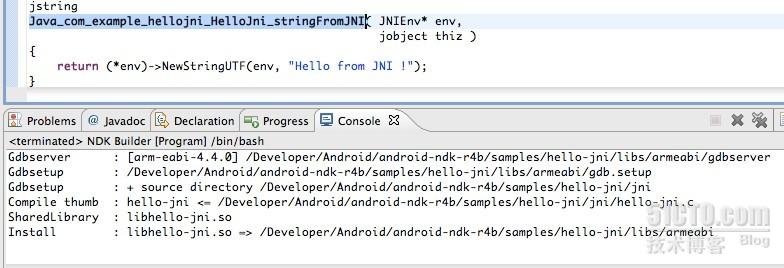 jstring
Java_com_example_hellojni_HelloJni_stringFromJNI( JNIEnv* env,
jobject thiz )
{
return (*env)->NewStringUTF(env, "Hello from JNI !");
}
Problems @ Javadoc Declaration Progress Console
<terminated> NDK Builder [Program] /bin/bash
Gdbserver : [arm-eabi-4.4.0] /Developer/Android/android-ndk-r4b/samples/hello-jni/libs/armeabi/gdbserver
Gdbsetup : /Developer/Android/android-ndk-r4b/samples/hello-jni/libs/armeabi/gdb.setup
Gdbsetup : + source directory /Developer/Android/android-ndk-r4b/samples/hello-jni/jni
Compile thumb : hello-jni <= /Developer/Android/android-ndk-r4b/samples/hello-jni/jni/hello-jni.c
SharedLibrary : libhello-jni.so
Install : libhello-jni.so => /Developer/Android/android-ndk-r4b/samples/hello-jni/libs/armeabi
51CTO.com
技术博客 Blog